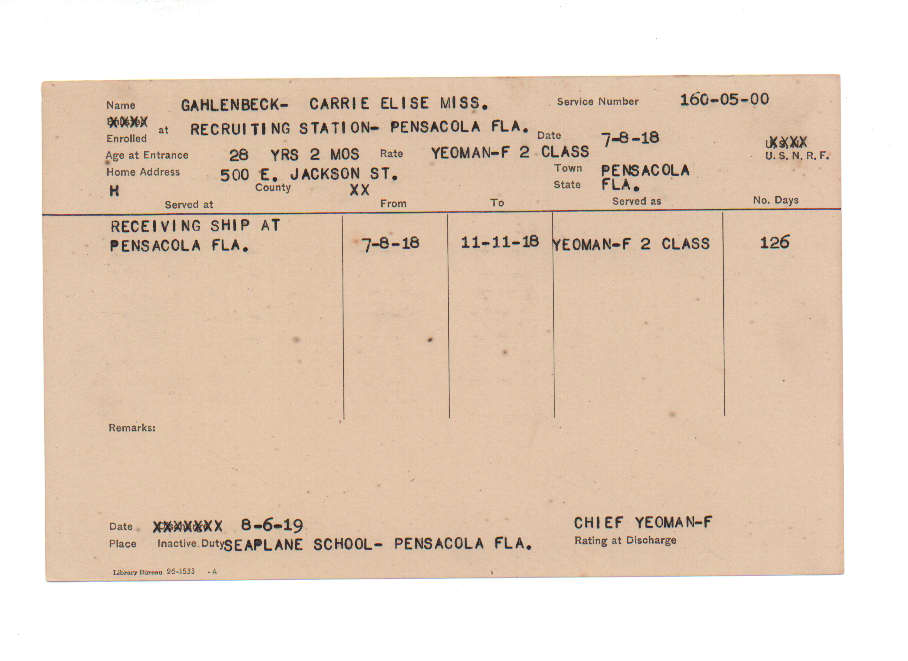 Name GAHLENBECK- CARRIE ELISE MISS. Service Number 160-05-00
XXXX
Enrolled at RECRUITING STATION- PENSACOLA FLA. Date 7-8-18 XXXX
Age at Entrance 28 YRS 2 MOS Rate YEOMAN-F 2 CLASS U. S. N. R. F.
Home Address 500 E. JACKSON ST. Town PENSACOLA
H County XX State FLA.
Served at From To Served as No. Days
RECEIVING SHIP AT
PENSACOLA FLA. 7-8-18 11-11-18 YEOMAN-F 2 CLASS 126
Remarks:
Date XXXXXXX 8-6-19 CHIEF YEOMAN-F
Place Inactive Duty SEAPLANE SCHOOL- PENSACOLA FLA. Rating at Discharge
Library Bureau 26-1533 -A